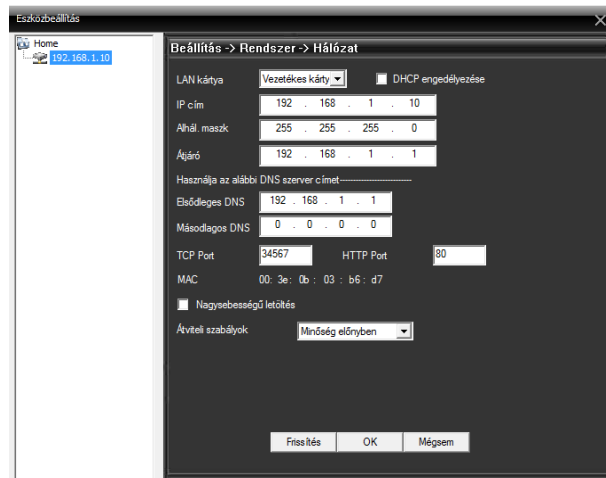 Eszközbeállítás
Home
192.168.1.10
Beállítás -> Rendszer -> Hálózat
LAN kártya Vezetékes kárty DHCP engedélyezése
IP cím 192 . 168 . 1 . 10
Alhál. maszk 255 . 255 . 255 . 0
Átjáró 192 . 168 . 1 . 1
Használja az alábbi DNS szerver címet--------------------
Elsődleges DNS 192 . 168 . 1 . 1
Másodlagos DNS 0 . 0 . 0 . 0
TCP Port 34567 HTTP Port 80
MAC 00: 3e: 0b : 03 : b6 : d7
Nagysebességű letöltés
Átviteli szabályok Minőség előnyben
Frissítés OK Mégsem